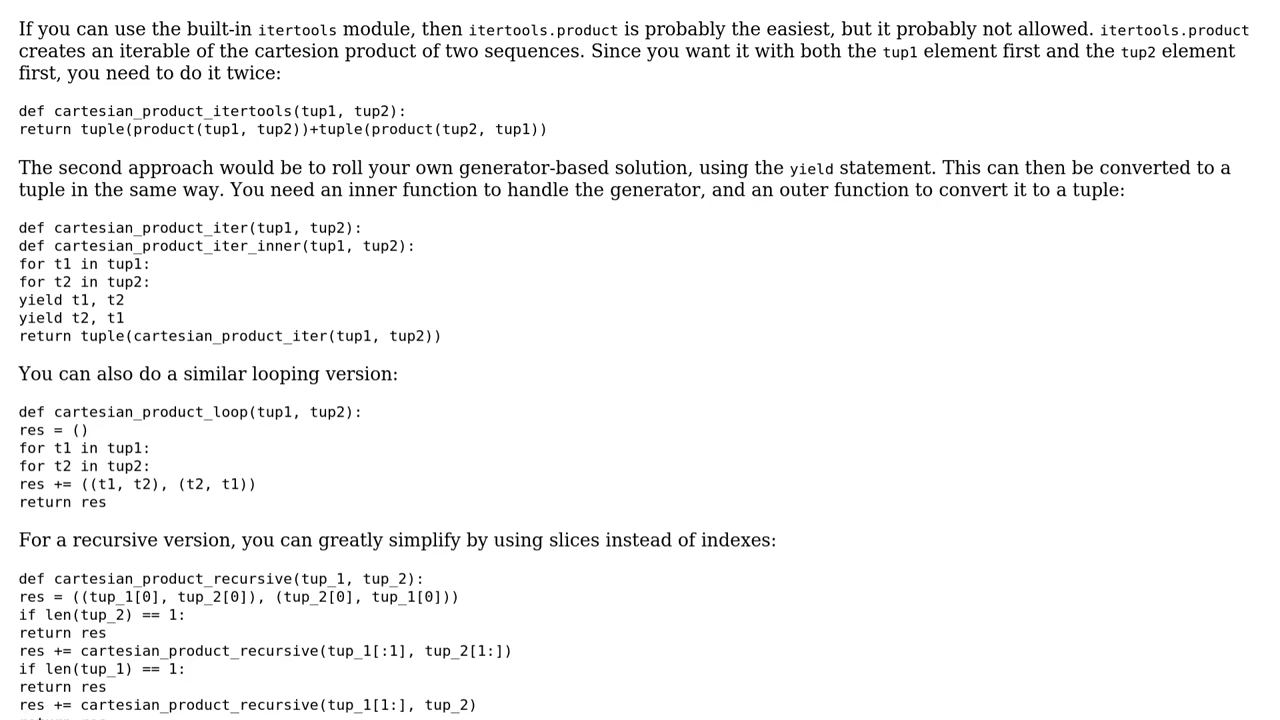 If you can use the built-in itertools module, then itertools.product is probably the easiest, but it probably not allowed. itertools.product
creates an iterable of the cartesion product of two sequences. Since you want it with both the tup1 element first and the tup2 element
first, you need to do it twice:
def cartesian_product_itertools(tup1, tup2):
return tuple(product(tup1, tup2))+tuple(product(tup2, tup1))
The second approach would be to roll your own generator-based solution, using the yield statement. This can then be converted to a
tuple in the same way. You need an inner function to handle the generator, and an outer function to convert it to a tuple:
def cartesian_product_iter(tup1, tup2):
def cartesian_product_iter_inner(tup1, tup2):
for t1 in tup1:
for t2 in tup2:
yield t1, t2
yield t2, t1
return tuple(cartesian_product_iter(tup1, tup2))
You can also do a similar looping version:
def cartesian_product_loop(tup1, tup2):
res = ()
for t1 in tup1:
for t2 in tup2:
res += ((t1, t2), (t2, t1))
return res
For a recursive version, you can greatly simplify by using slices instead of indexes:
def cartesian_product_recursive(tup_1, tup_2):
res = ((tup_1[0], tup_2[0]), (tup_2[0], tup_1[0]))
if len(tup_2) == 1:
return res
res += cartesian_product_recursive(tup_1[:1], tup_2[1:])
if len(tup_1) == 1:
return res
res += cartesian_product_recursive(tup_1[1:], tup_2)